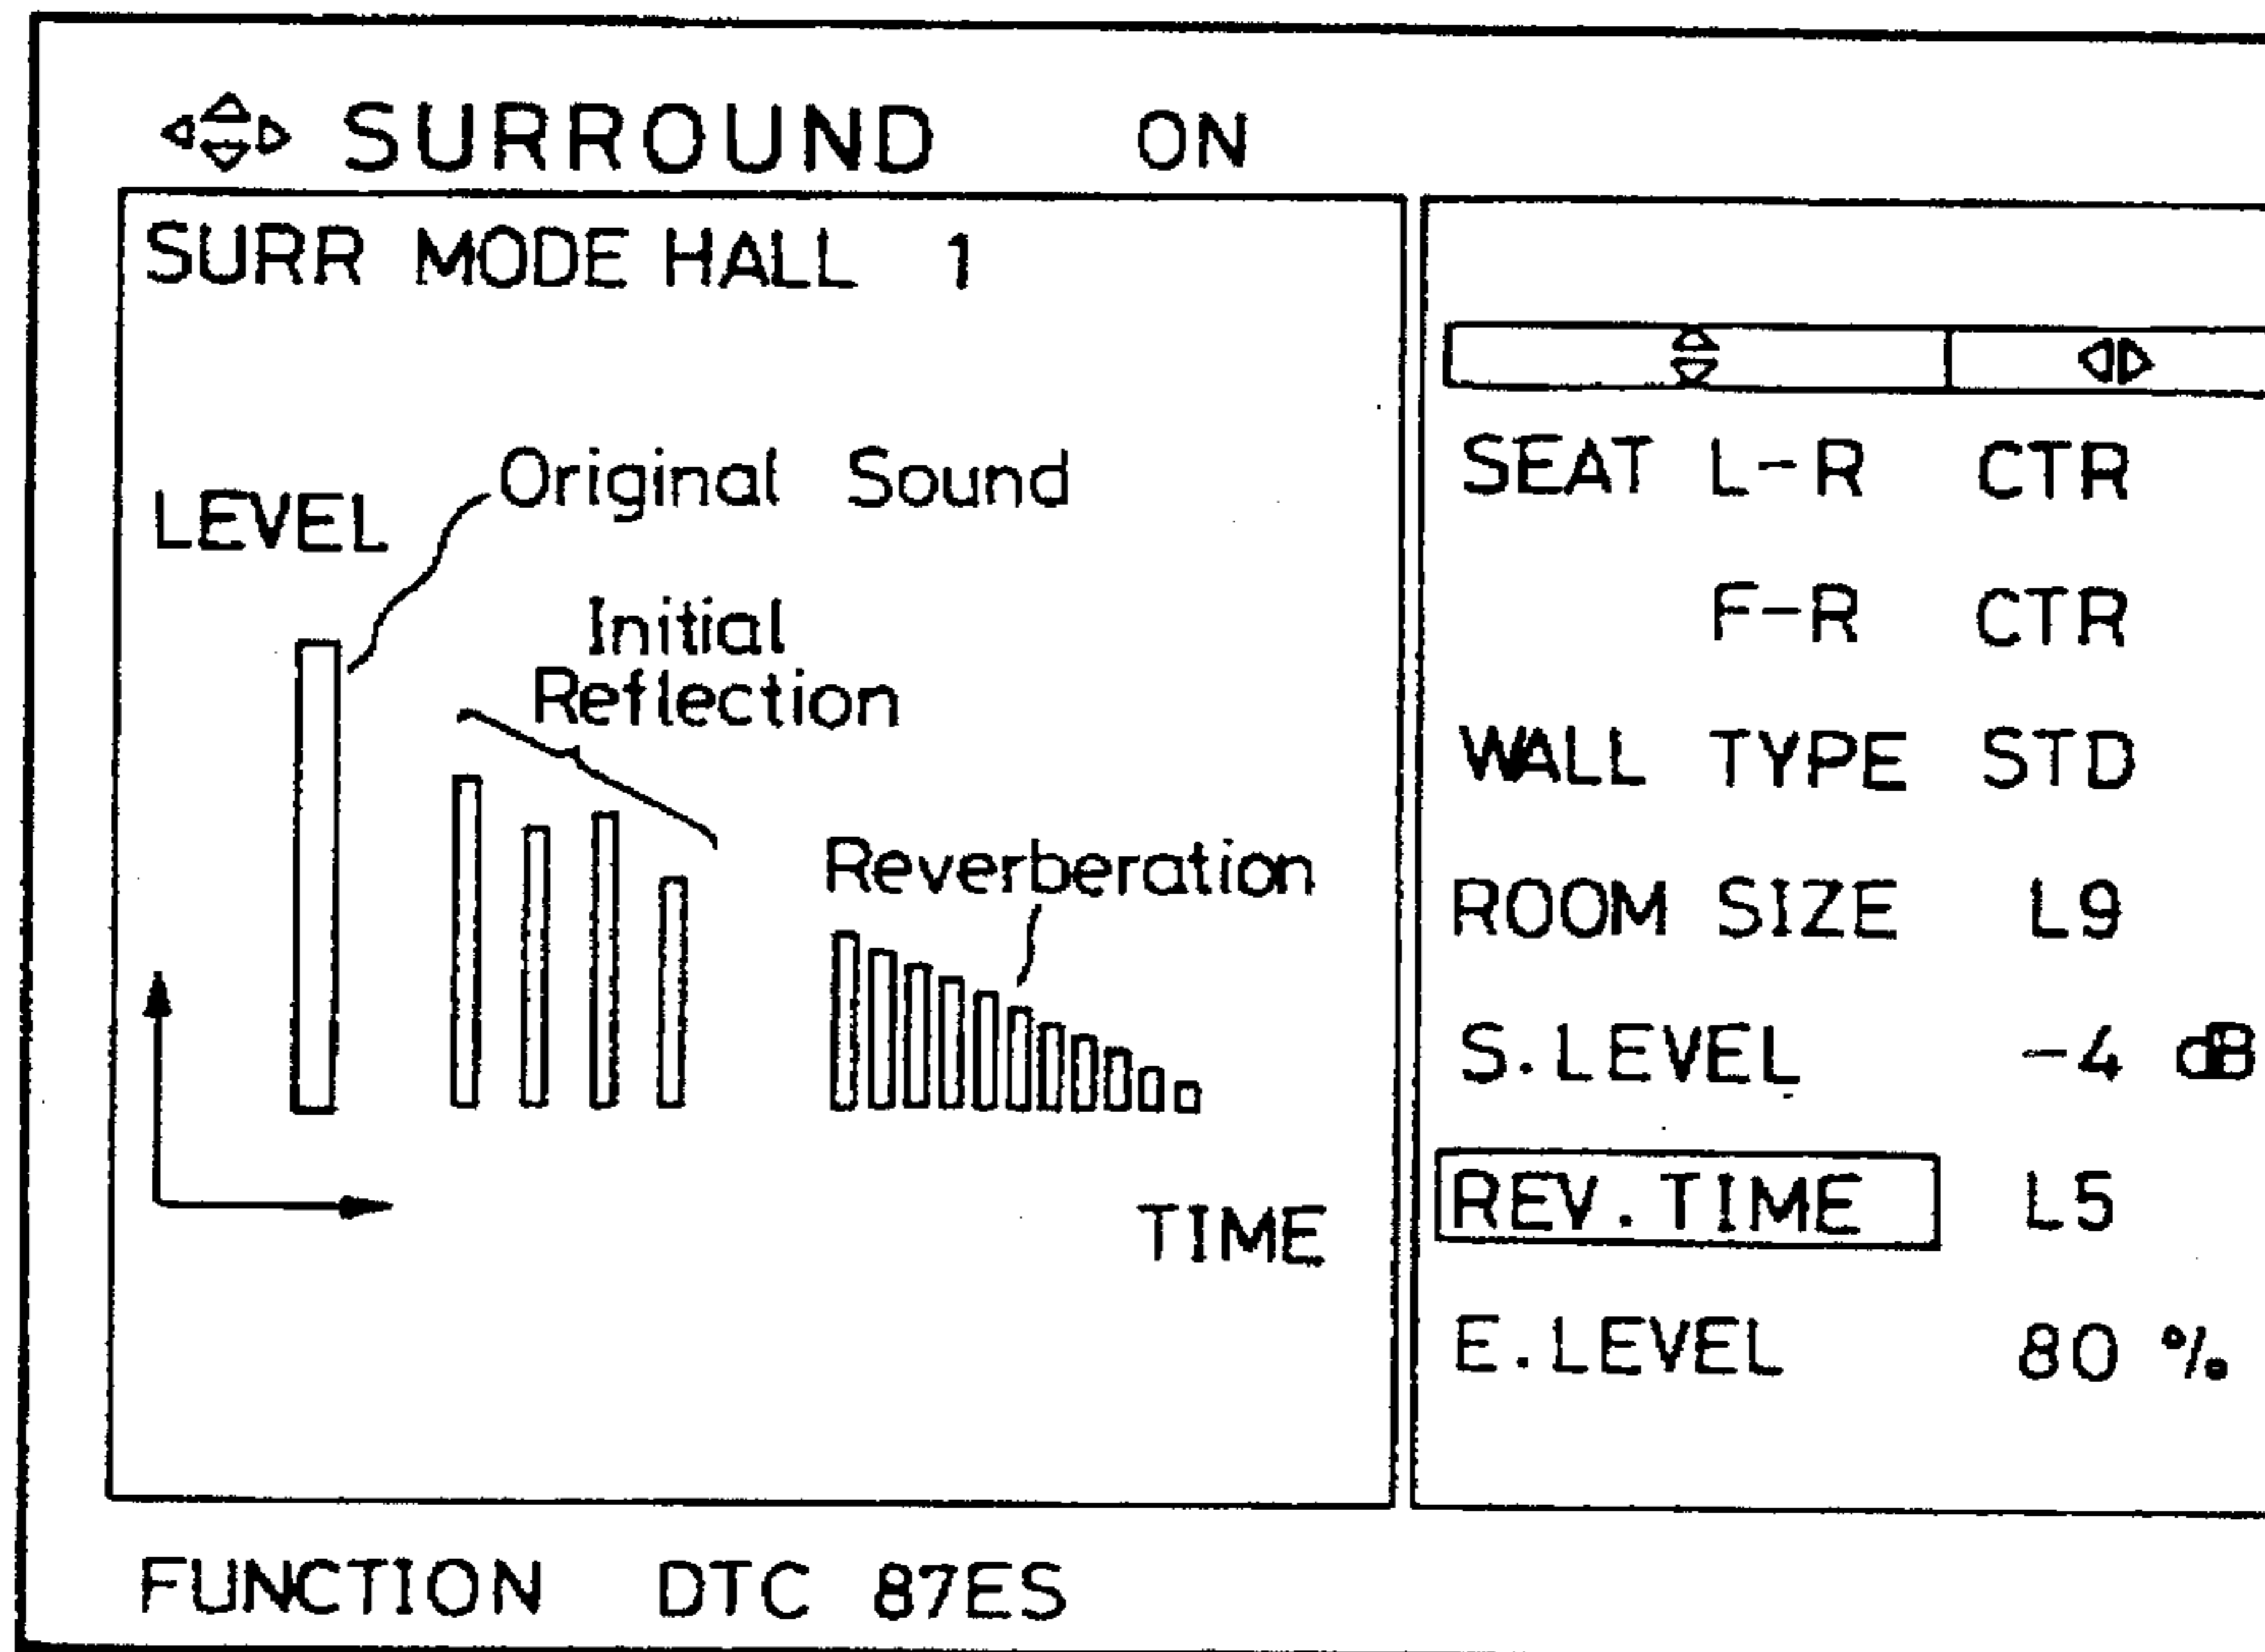 SURROUND ON
SURR MODE HALL 1
LEVEL
Original Sound
Initial
Reflection
Reverberation
TIME
SEAT L-R CTR
F-R CTR
WALL TYPE STD
ROOM SIZE L9
S.LEVEL -4 dB
REV.TIME L5
E.LEVEL 80 %
FUNCTION DTC 87ES